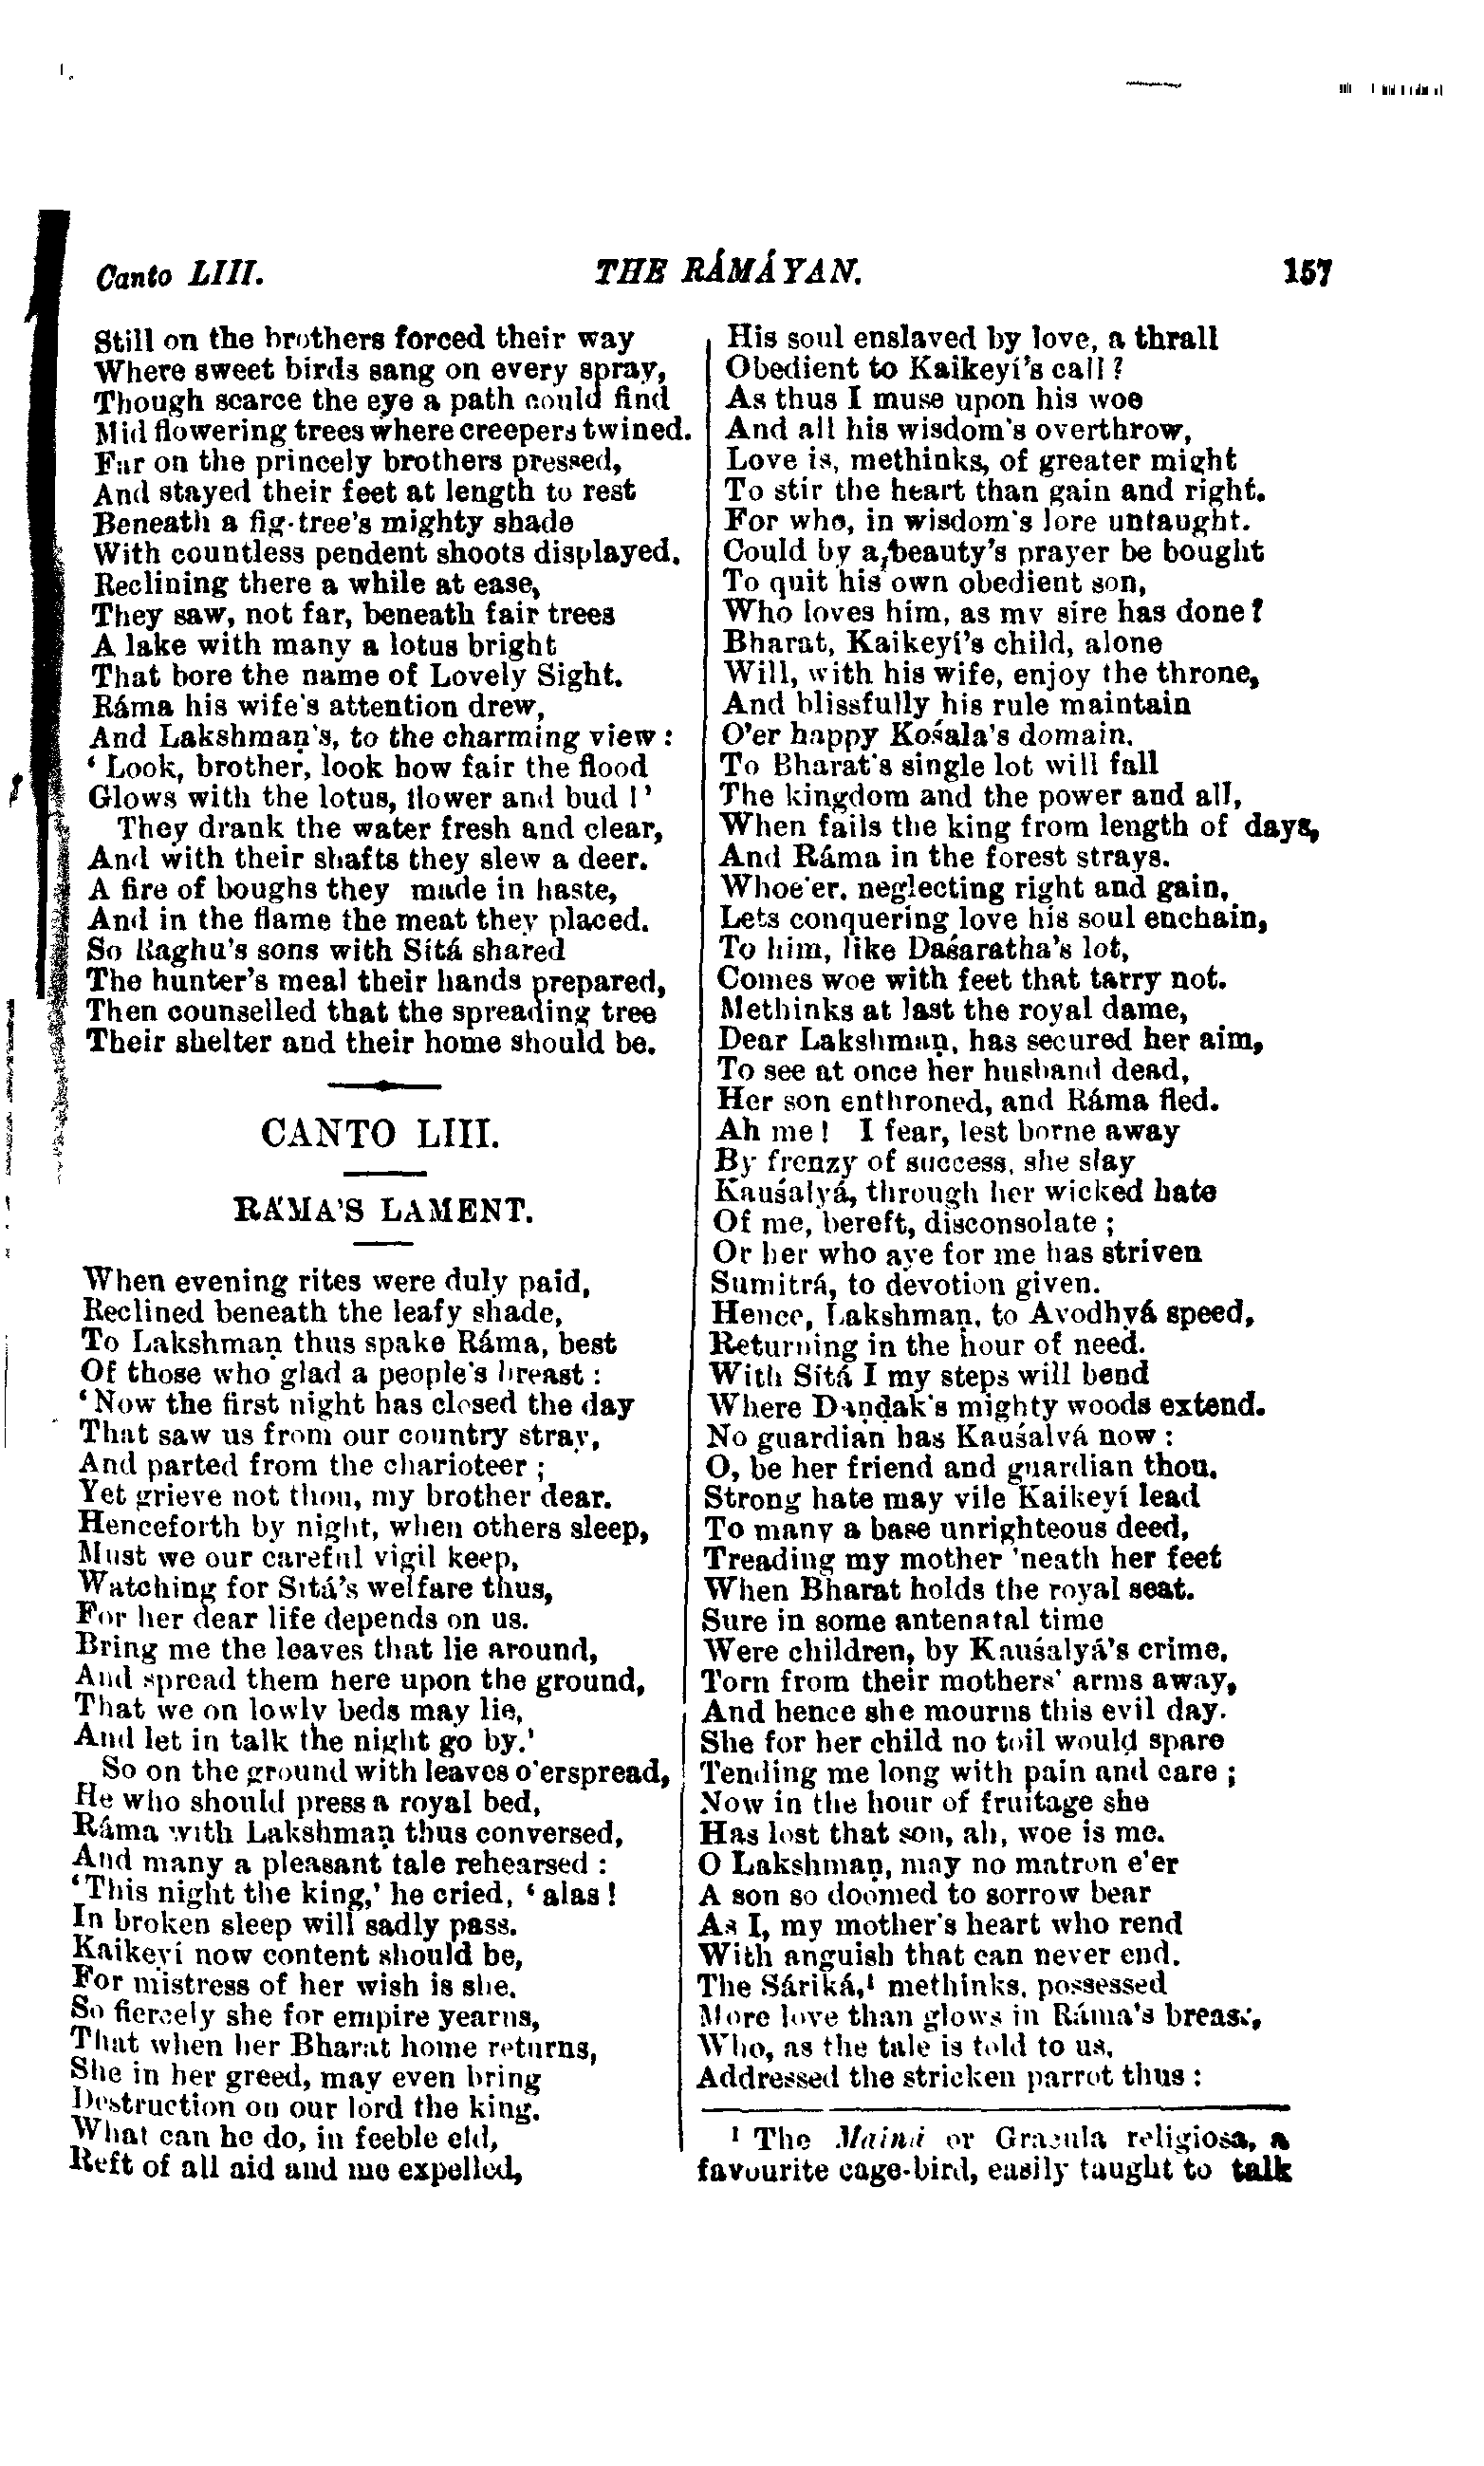 Canto LIII.
THE RÁMÁYAN.
157
Still on the brothers forced their way
Where sweet birds sang on every spray,
Though scarce the eye a path could find
Mid flowering trees where creepers twined.
Far on the princely brothers pressed,
And stayed their feet at length to rest
Beneath a fig-tree's mighty shade
With countless pendent shoots displayed.
Reclining there a while at ease,
They saw, not far, beneath fair trees
A lake with many a lotus bright
That bore the name of Lovely Sight.
Ráma his wife's attention drew,
And Lakshmaṇ's, to the charming view:
'Look, brother, look how fair the flood
Glows with the lotus, flower and bud!'
They drank the water fresh and clear,
And with their shafts they slew a deer.
A fire of boughs they made in haste,
And in the flame the meat they placed.
So Raghu's sons with Sítá shared
The hunter's meal their hands prepared,
Then counselled that the spreading tree
Their shelter and their home should be.
CANTO LIII.
RÁMA'S LAMENT.
When evening rites were duly paid,
Reclined beneath the leafy shade,
To Lakshmaṇ thus spake Ráma, best
Of those who glad a people's breast:
'Now the first night has closed the day
That saw us from our country stray,
And parted from the charioteer;
Yet grieve not thou, my brother dear.
Henceforth by night, when others sleep,
Must we our careful vigil keep,
Watching for Sítá's welfare thus,
For her dear life depends on us.
Bring me the leaves that lie around,
And spread them here upon the ground,
That we on lowly beds may lie,
And let in talk the night go by.'
So on the ground with leaves o'erspread,
He who should press a royal bed,
Ráma with Lakshmaṇ thus conversed,
And many a pleasant tale rehearsed:
'This night the king,' he cried, 'alas!
In broken sleep will sadly pass.
Kaikeyí now content should be,
For mistress of her wish is she.
So fiercely she for empire yearns,
That when her Bharat home returns,
She in her greed, may even bring
Destruction on our lord the king.
What can he do, in feeble eld,
Reft of all aid and me expelled,
His soul enslaved by love, a thrall
Obedient to Kaikeyí's call?
As thus I muse upon his woe
And all his wisdom's overthrow,
Love is, methinks, of greater might
To stir the heart than gain and right.
For who, in wisdom's lore untaught.
Could by a beauty's prayer be bought
To quit his own obedient son,
Who loves him, as my sire has done?
Bharat, Kaikeyí's child, alone
Will, with his wife, enjoy the throne,
And blissfully his rule maintain
O'er happy Kośala's domain.
To Bharat's single lot will fall
The kingdom and the power and all,
When fails the king from length of days,
And Ráma in the forest strays.
Whoe'er, neglecting right and gain,
Lets conquering love his soul enchain,
To him, like Daśaratha's lot,
Comes woe with feet that tarry not.
Methinks at last the royal dame,
Dear Lakshmaṇ, has secured her aim,
To see at once her husband dead,
Her son enthroned, and Ráma fled.
Ah me! I fear, lest borne away
By frenzy of success, she slay
Kauśalyá, through her wicked hate
Of me, bereft, disconsolate;
Or her who aye for me has striven
Sumitrá, to devotion given.
Hence, Lakshmaṇ, to Ayodhyá speed,
Returning in the hour of need.
With Sítá I my steps will bend
Where Daṇḍak's mighty woods extend.
No guardian has Kauśalyá now:
O, be her friend and guardian thou.
Strong hate may vile Kaikeyí lead
To many a base unrighteous deed,
Treading my mother 'neath her feet
When Bharat holds the royal seat.
Sure in some antenatal time
Were children, by Kauśalyá's crime,
Torn from their mothers' arms away,
And hence she mourns this evil day.
She for her child no toil would spare
Tending me long with pain and care;
Now in the hour of fruitage she
Has lost that son, ah, woe is me.
O Lakshmaṇ, may no matron e'er
A son so doomed to sorrow bear
As I, my mother's heart who rend
With anguish that can never end.
The Sáriká,¹ methinks, possessed
More love than glows in Ráma's breast,
Who, as the tale is told to us,
Addressed the stricken parrot thus:
¹ The Mainá or Gracula religiosa, a
favourite cage-bird, easily taught to talk